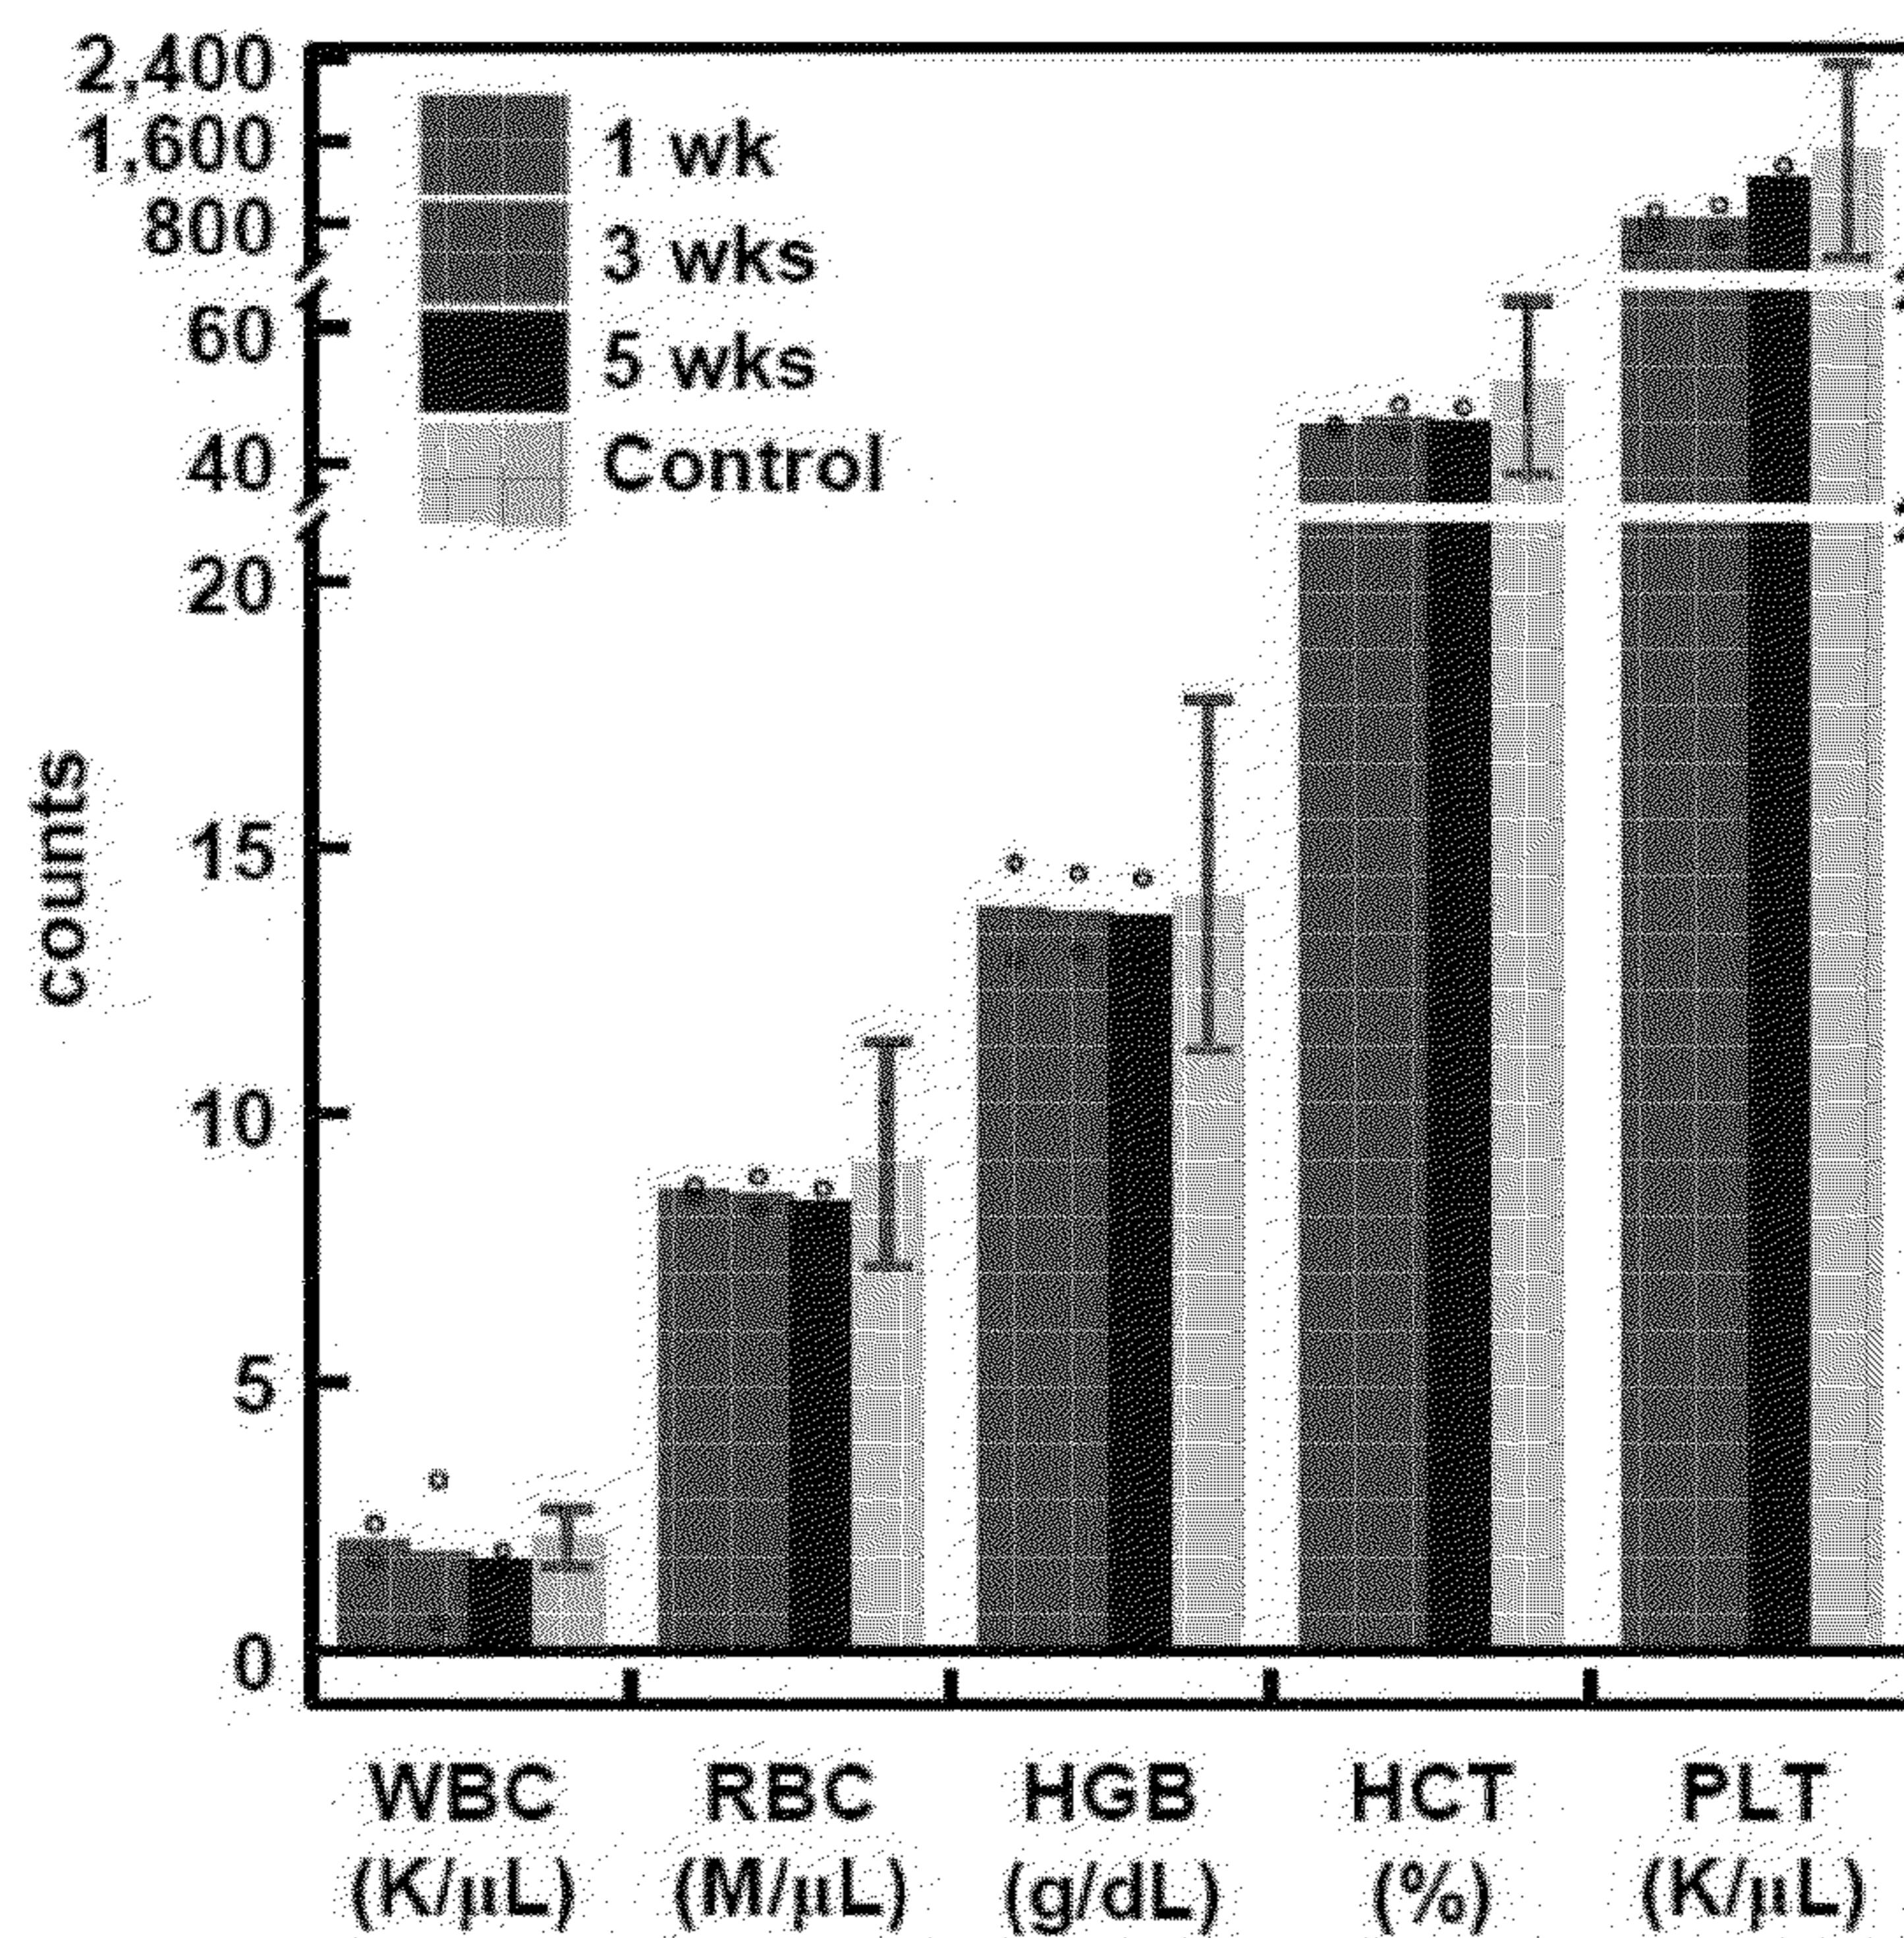 2,400
1,600
800
60
40
20
15
10
5
0
counts
1 wk
3 wks
5 wks
Control
WBC RBC HGB HCT PLT
(K/μL) (M/μL) (g/dL) (%) (K/μL)